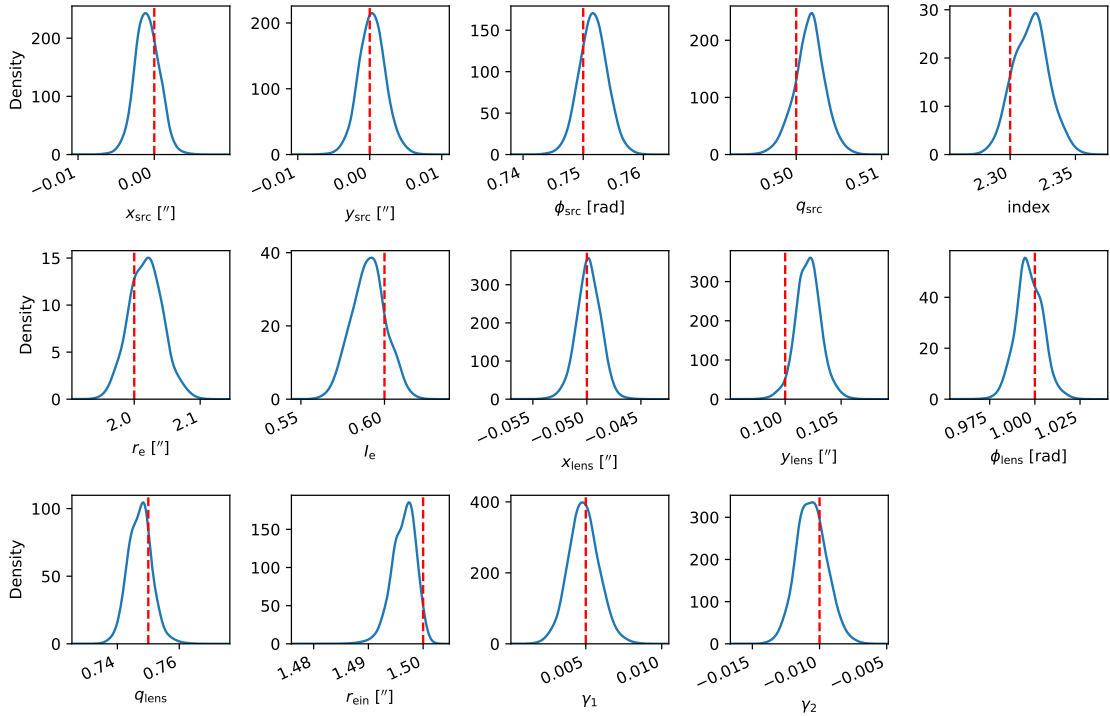 Density
0 100 200
−0.01 0.00
x_src [″]
0 100 200
−0.01 0.00 0.01
y_src [″]
0 50 100 150
0.74 0.75 0.76
ϕ_src [rad]
0 100 200
0.50 0.51
q_src
0 10 20 30
2.30 2.35
index
Density
0 5 10 15
2.0 2.1
r_e [″]
0 20 40
0.55 0.60
I_e
0 100 200 300
−0.055 −0.050 −0.045
x_lens [″]
0 100 200 300
0.100 0.105
y_lens [″]
0 20 40
0.975 1.000 1.025
ϕ_lens [rad]
Density
0 50 100
0.74 0.76
q_lens
0 50 100 150
1.48 1.49 1.50
r_ein [″]
0 200 400
0.005 0.010
γ_1
0 100 200 300
−0.015 −0.010 −0.005
γ_2